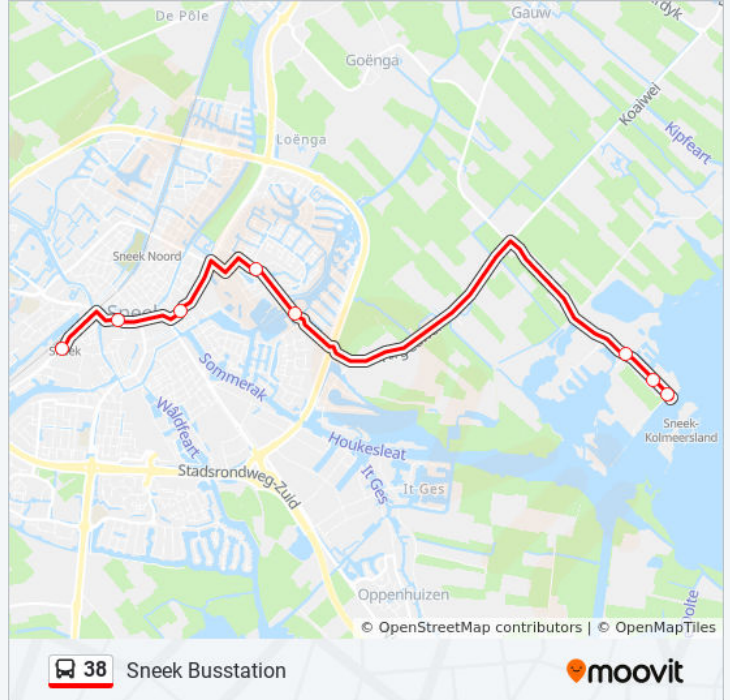 De Pôle
Gauw
Goënga
Koaiwei
Kipfeart
Loënga
Sneek Noord
Sneek
Sommerak
Wâldfeart
Houkesleat
It Ges
It Ges
Stadsrondweg-Zuid
Sneek-
Kolmeersland
Oppenhuizen
© OpenStreetMap contributors | © OpenMapTiles
38 Sneek Busstation
moovit